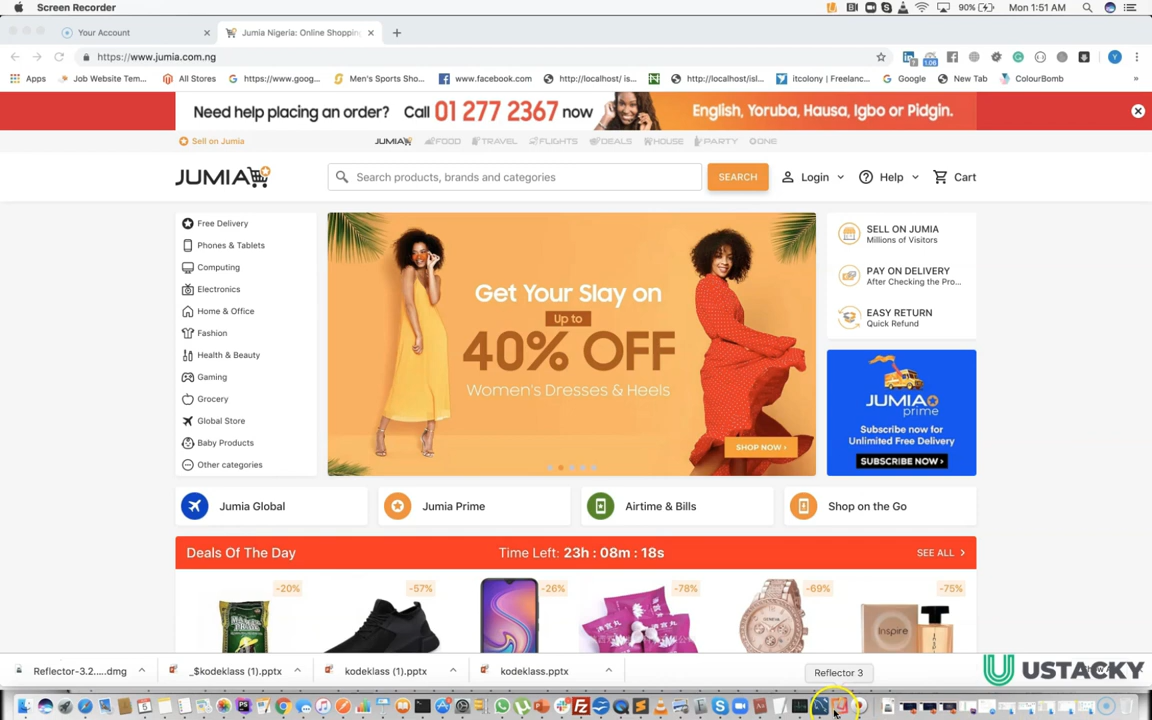 Screen Recorder
90%
Mon 1:51 AM
Your Account
Jumia Nigeria: Online Shoppin
https://www.jumia.com.ng
Apps
Job Website Tem...
All Stores
https://www.goog...
Men's Sports Sho...
www.facebook.com
http://localhost/ is...
http://localhost/isl...
itcolony | Freelanc...
Google
New Tab
ColourBomb
Need help placing an order? Call 01 277 2367 now
English, Yoruba, Hausa, Igbo or Pidgin.
Sell on Jumia
JUMIA
FOOD
TRAVEL
FLIGHTS
DEALS
HOUSE
PARTY
ONE
JUMIA
Search products, brands and categories
SEARCH
Login
Help
Cart
Free Delivery
Phones & Tablets
Computing
Electronics
Home & Office
Fashion
Health & Beauty
Gaming
Grocery
Global Store
Baby Products
Other categories
Get Your Slay on
Up to
40% OFF
Women's Dresses & Heels
SHOP NOW ›
SELL ON JUMIA
Millions of Visitors
PAY ON DELIVERY
After Checking the Pro...
EASY RETURN
Quick Refund
JUMIA
prime
Subscribe now for
Unlimited Free Delivery
SUBSCRIBE NOW ›
Jumia Global
Jumia Prime
Airtime & Bills
Shop on the Go
Deals Of The Day
Time Left: 23h : 08m : 18s
SEE ALL
-20%
-57%
-26%
-78%
-69%
-75%
Inspire
Reflector-3.2....dmg
_$kodeklass (1).pptx
kodeklass (1).pptx
kodeklass.pptx
Reflector 3
USTACKY